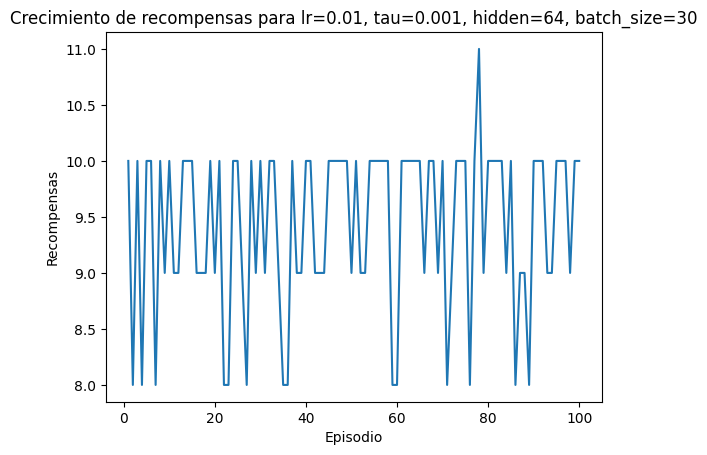 Crecimiento de recompensas para lr=0.01, tau=0.001, hidden=64, batch_size=30
11.0
10.5
10.0
9.5
9.0
8.5
8.0
Recompensas
0 20 40 60 80 100
Episodio